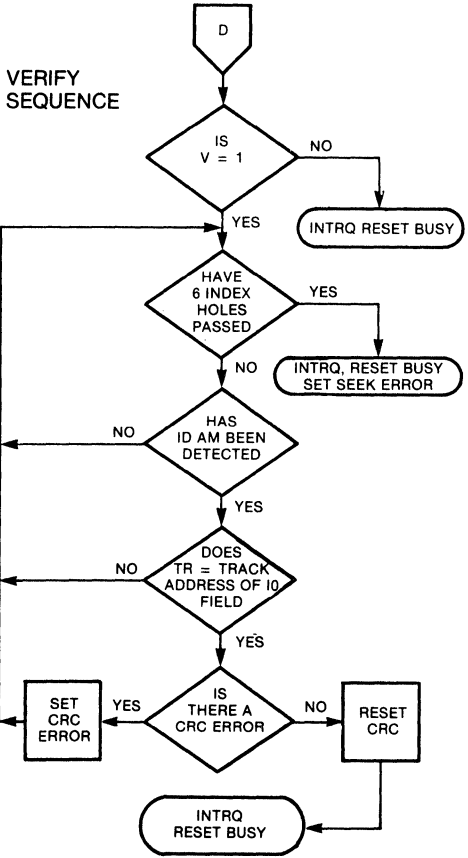 D
VERIFY
SEQUENCE
IS
V = 1
NO
INTRQ RESET BUSY
YES
HAVE
6 INDEX
HOLES
PASSED
YES
INTRQ, RESET BUSY
SET SEEK ERROR
NO
HAS
ID AM BEEN
DETECTED
NO
YES
DOES
TR = TRACK
ADDRESS OF I0
FIELD
NO
YES
IS
THERE A
CRC ERROR
YES
SET
CRC
ERROR
NO
RESET
CRC
INTRQ
RESET BUSY